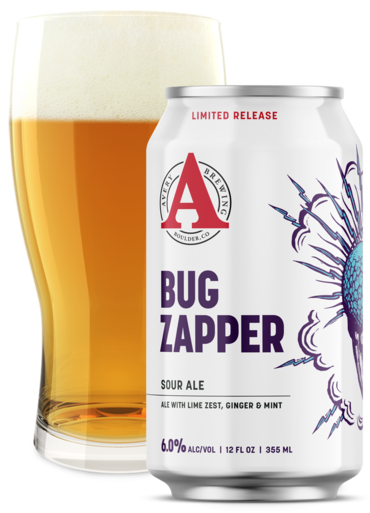 LIMITED RELEASE
AVERY BREWING
A
BOULDER, CO
BUG
ZAPPER
SOUR ALE
ALE WITH LIME ZEST, GINGER & MINT
6.0% ALC/VOL | 12 FL OZ | 355 ML